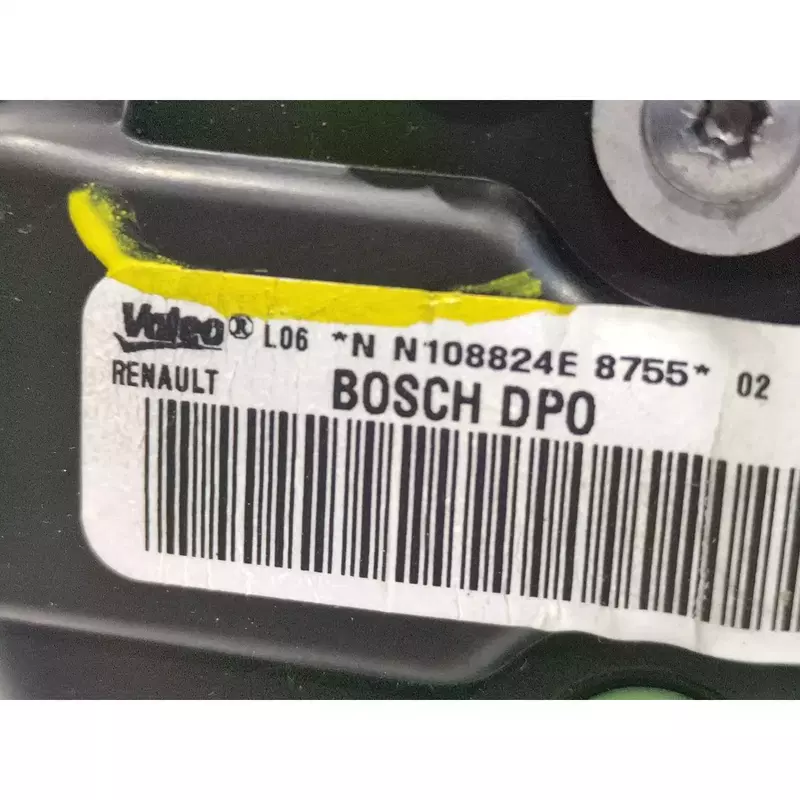 Valeo® L06 *N N108824E 8755* 02
RENAULT BOSCH DPO